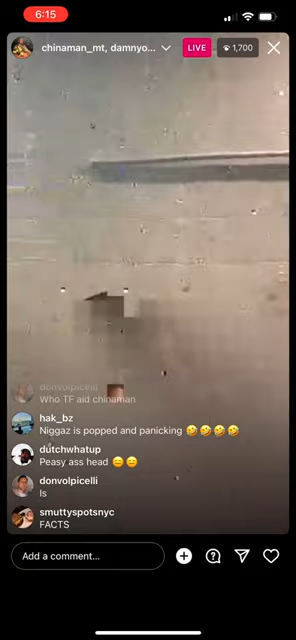 6:15
chinaman_mt, damnyo...
LIVE
1,700
donvolpicelli
Who TF aid chinaman
hak_bz
Niggaz is popped and panicking 🤣🤣🤣🤣
dutchwhatup
Peasy ass head 😑😑
donvolpicelli
Is
smuttyspotsnyc
FACTS
Add a comment...